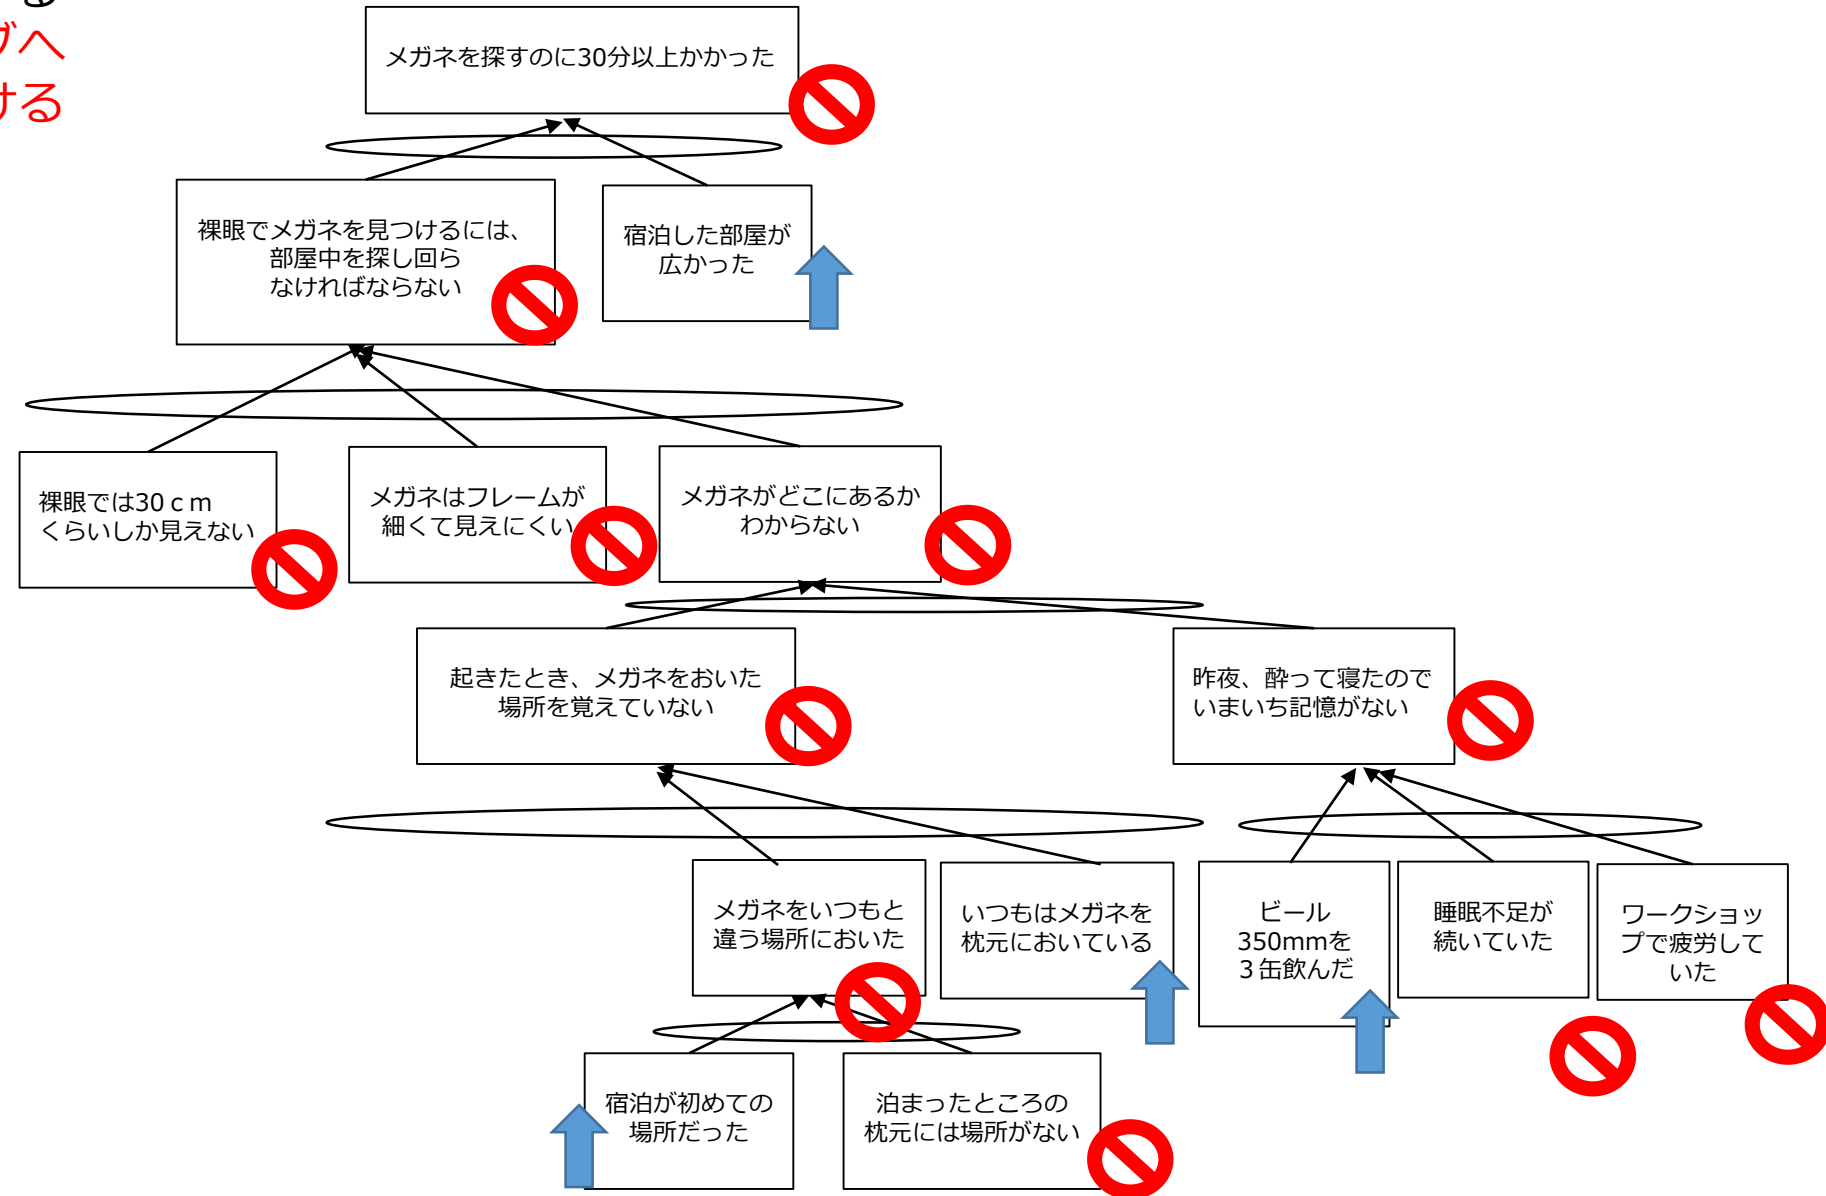 る
グへ
ける
メガネを探すのに30分以上かかった
裸眼でメガネを見つけるには、
部屋中を探し回ら
なければならない
宿泊した部屋が
広かった
裸眼では30ｃｍ
くらいしか見えない
メガネはフレームが
細くて見えにくい
メガネがどこにあるか
わからない
起きたとき、メガネをおいた
場所を覚えていない
昨夜、酔って寝たので
いまいち記憶がない
メガネをいつもと
違う場所においた
いつもはメガネを
枕元においている
ビール
350mmを
３缶飲んだ
睡眠不足が
続いていた
ワークショッ
プで疲労して
いた
宿泊が初めての
場所だった
泊まったところの
枕元には場所がない